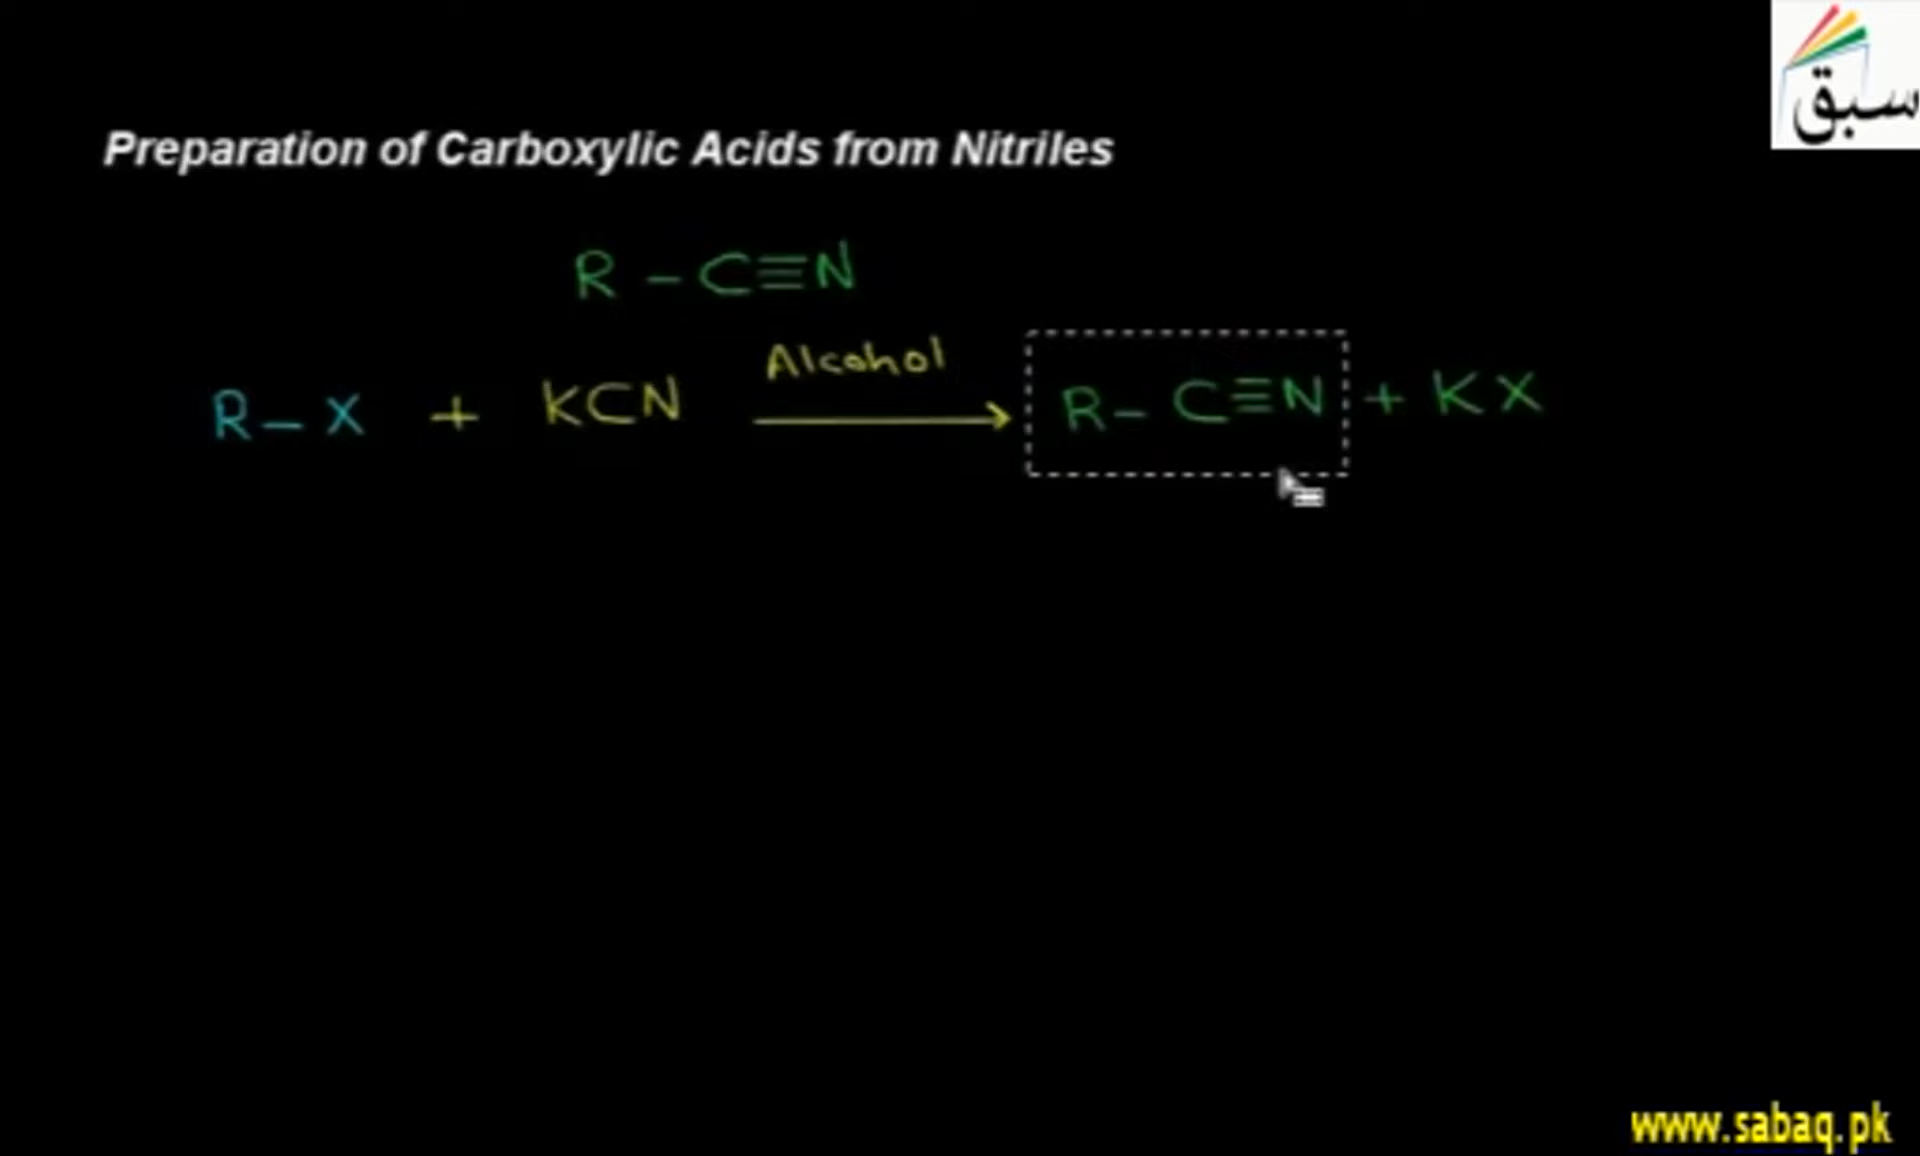 سبق
Preparation of Carboxylic Acids from Nitriles
R - C≡N
Alcohol
R - X + KCN → R - C≡N + KX
www.sabaq.pk